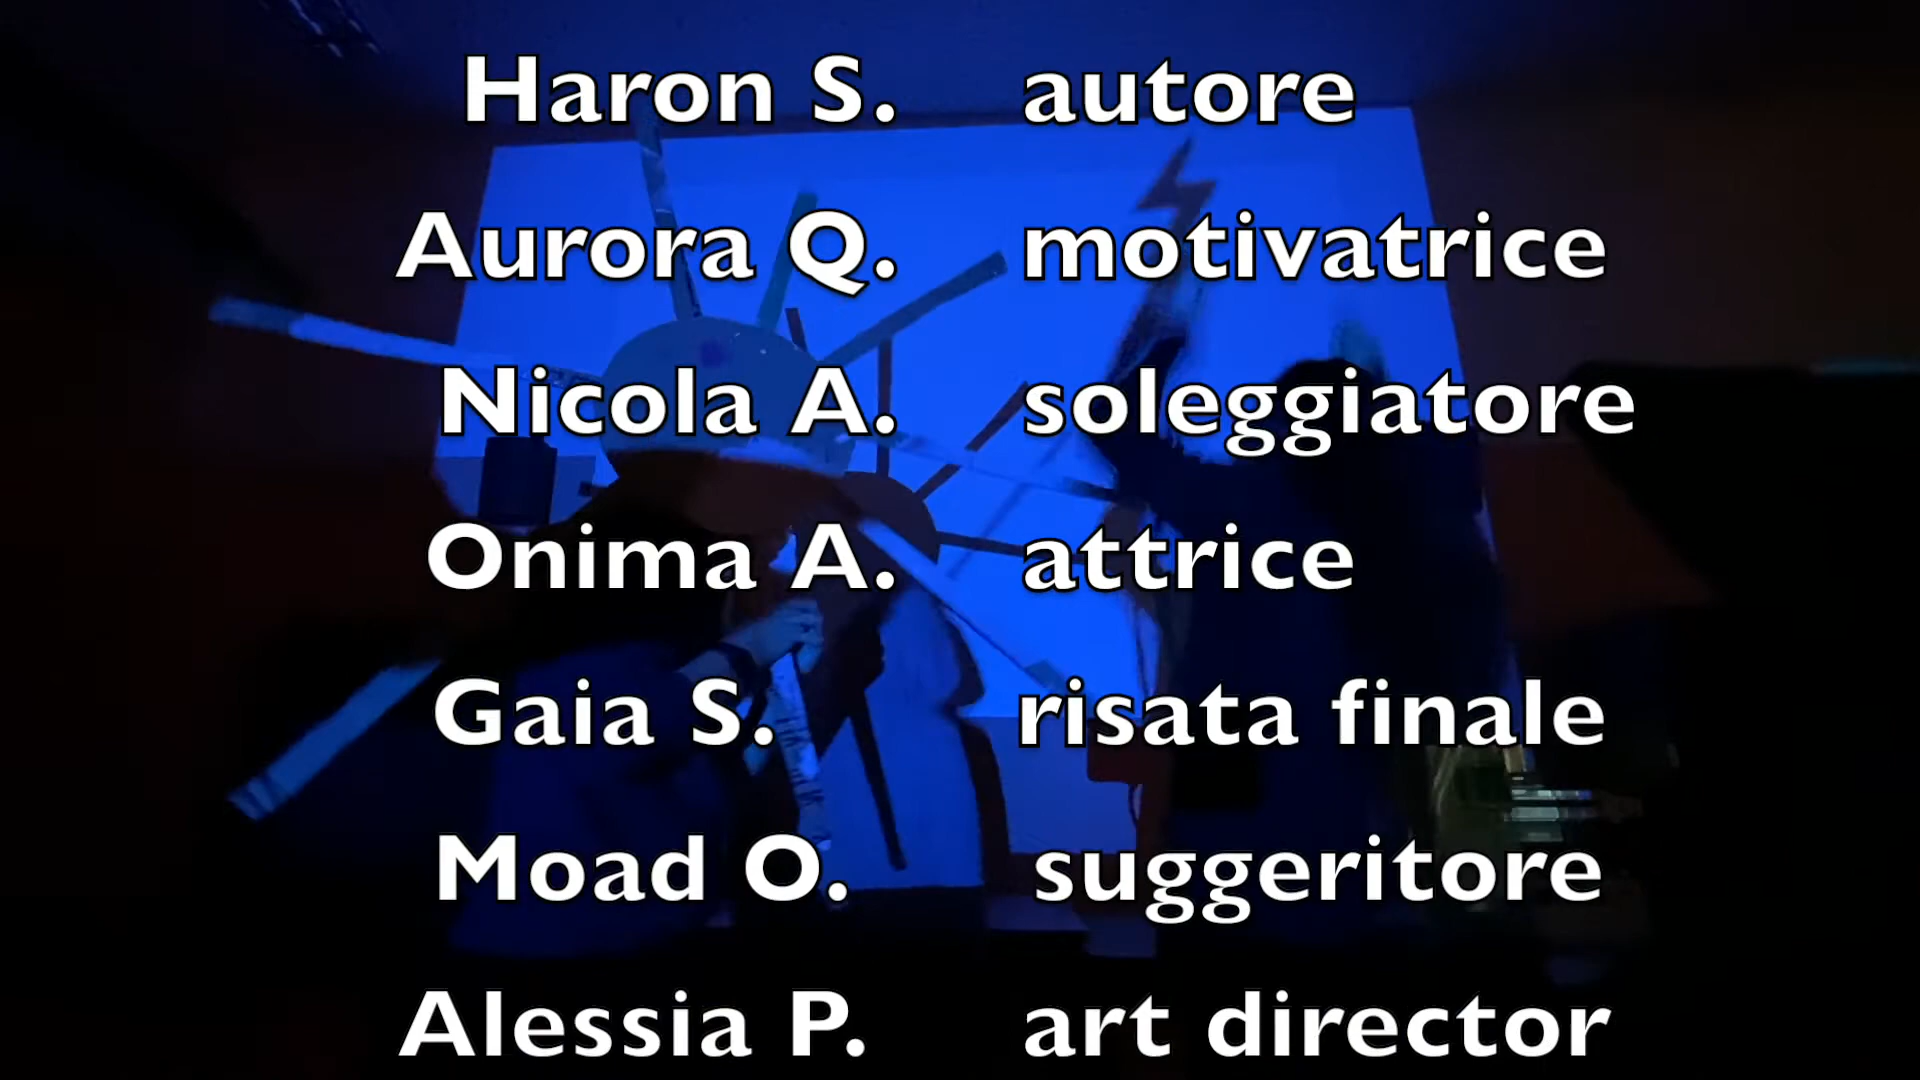 Haron S. autore
Aurora Q. motivatrice
Nicola A. soleggiatore
Onima A. attrice
Gaia S. risata finale
Moad O. suggeritore
Alessia P. art director